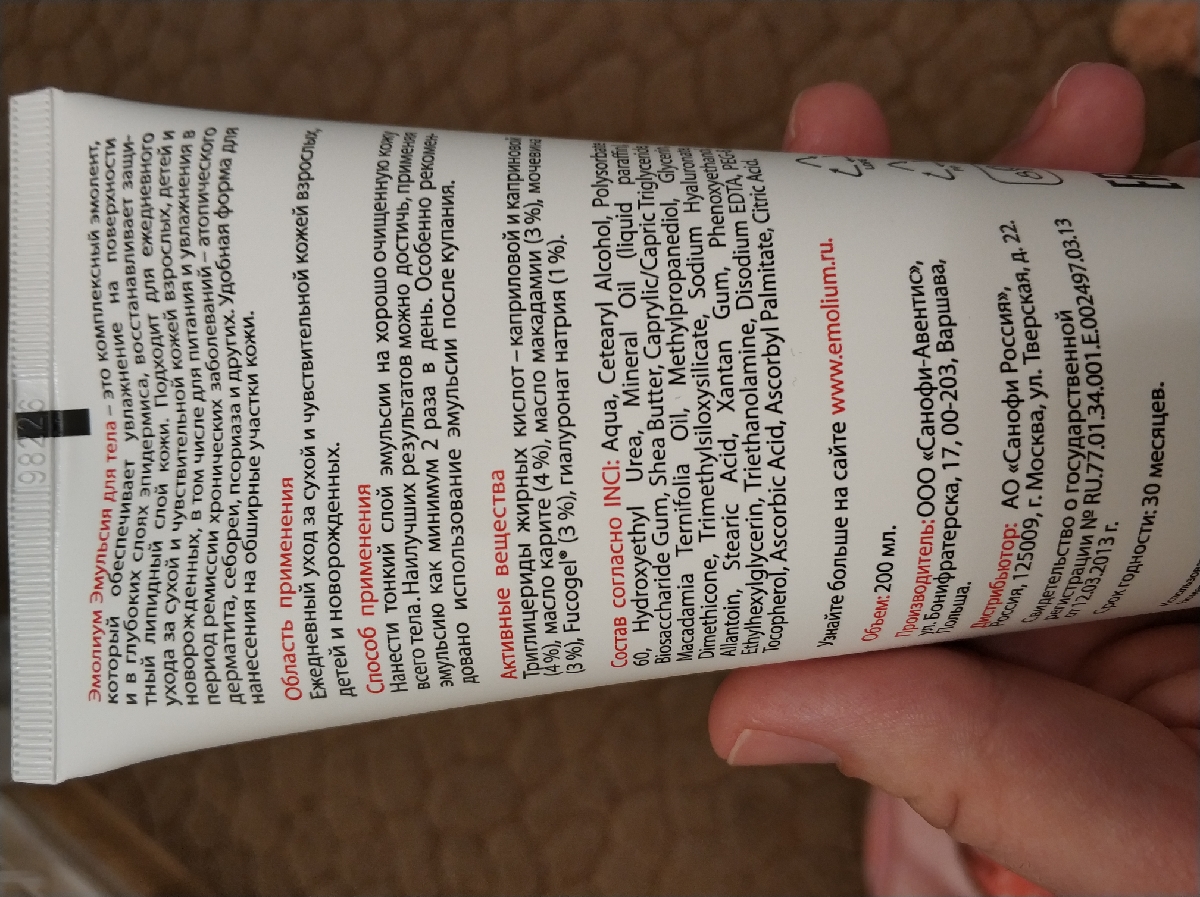 Эмолиум Эмульсия для тела – это комплексный эмолент,
который обеспечивает увлажнение на поверхности
и в глубоких слоях эпидермиса, восстанавливает защи-
тный липидный слой кожи. Подходит для ежедневного
ухода за сухой и чувствительной кожей взрослых, детей и
новорожденных, в том числе для питания и увлажнения в
период ремиссии хронических заболеваний – атопического
дерматита, себореи, псориаза и других. Удобная форма для
нанесения на обширные участки кожи.
Область применения
Ежедневный уход за сухой и чувствительной кожей взрослых,
детей и новорожденных.
Способ применения
Нанести тонкий слой эмульсии на хорошо очищенную кожу
всего тела. Наилучших результатов можно достичь, применяя
эмульсию как минимум 2 раза в день. Особенно рекомен-
довано использование эмульсии после купания.
Активные вещества
Триглицериды жирных кислот – каприловой и каприновой
(4%), масло карите (4 %), масло макадамии (3 %), мочевина
(3 %), Fucogel® (3 %), гиалуронат натрия (1 %).
Состав согласно INCI: Aqua, Cetearyl Alcohol, Polysorbate
60, Hydroxyethyl Urea, Mineral Oil (liquid paraffin)
Biosaccharide Gum, Shea Butter, Caprylic/Capric Triglyceride
Macadamia Ternifolia Oil, Methylpropanediol, Glycerin
Dimethicone, Trimethylsiloxysilicate, Sodium Hyaluronate
Allantoin, Stearic Acid, Xantan Gum, Phenoxyethanol
Ethylhexylglycerin, Triethanolamine, Disodium EDTA, PEG-8
Tocopherol, Ascorbic Acid, Ascorbyl Palmitate, Citric Acid.
Узнайте больше на сайте www.emolium.ru.
Объем: 200 мл.
Производитель: ООО «Санофи-Авентис»,
ул. Бонифратерска, 17, 00-203, Варшава,
Польша.
Дистрибьютор: АО «Санофи Россия»,
Россия, 125009, г. Москва, ул. Тверская, д. 22.
Свидетельство о государственной
регистрации № RU.77.01.34.001.Е.002497.03.13
от 12.03.2013 г.
Срок годности: 30 месяцев.